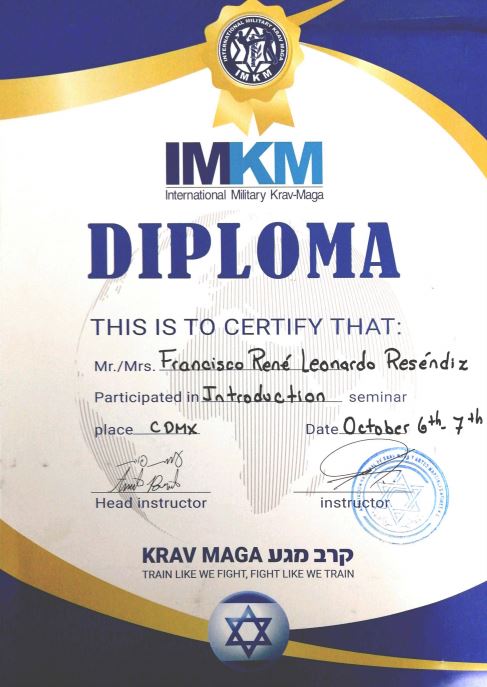 INTERNATIONAL MILITARY KRAV MAGA
IMKM
IMKM
International Military Krav-Maga
DIPLOMA
THIS IS TO CERTIFY THAT:
Mr./Mrs. Francisco René Leonardo Reséndiz
Participated in Introduction seminar
place CDMX Date October 6th-7th
Head instructor instructor
KRAV MAGA קרב מגע
TRAIN LIKE WE FIGHT, FIGHT LIKE WE TRAIN